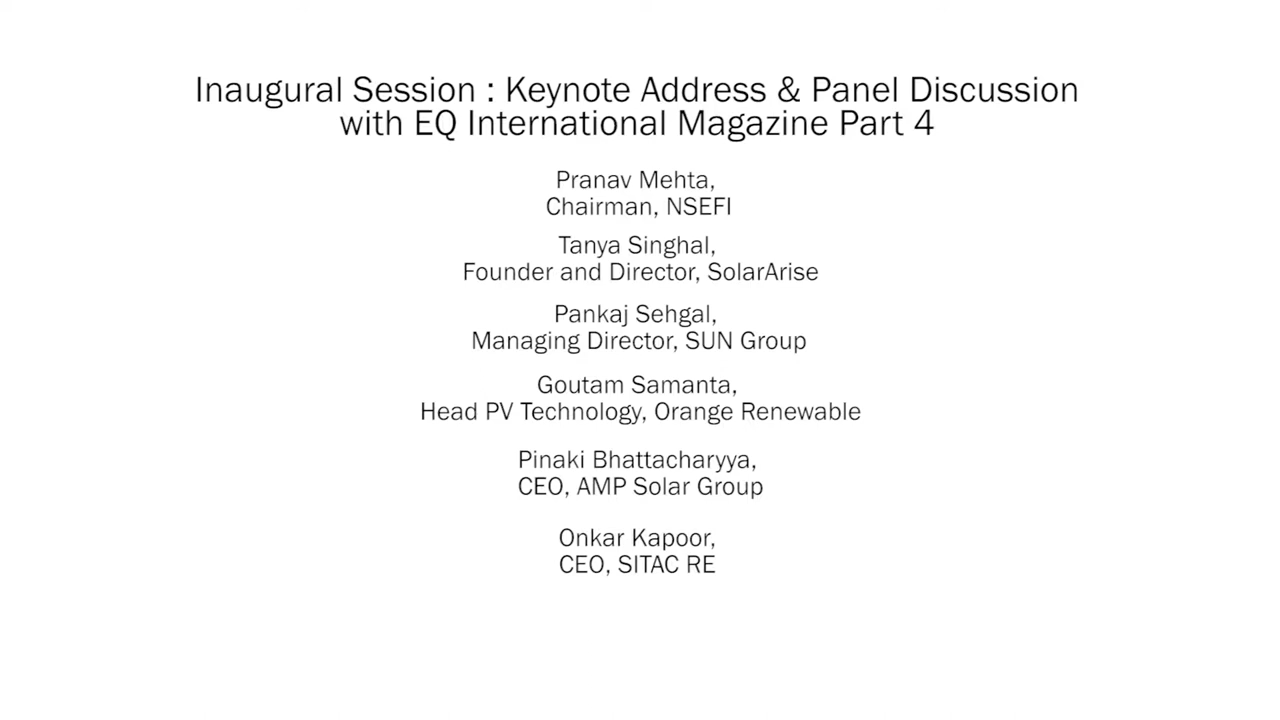 Inaugural Session : Keynote Address & Panel Discussion
with EQ International Magazine Part 4
Pranav Mehta,
Chairman, NSEFI
Tanya Singhal,
Founder and Director, SolarArise
Pankaj Sehgal,
Managing Director, SUN Group
Goutam Samanta,
Head PV Technology, Orange Renewable
Pinaki Bhattacharyya,
CEO, AMP Solar Group
Onkar Kapoor,
CEO, SITAC RE